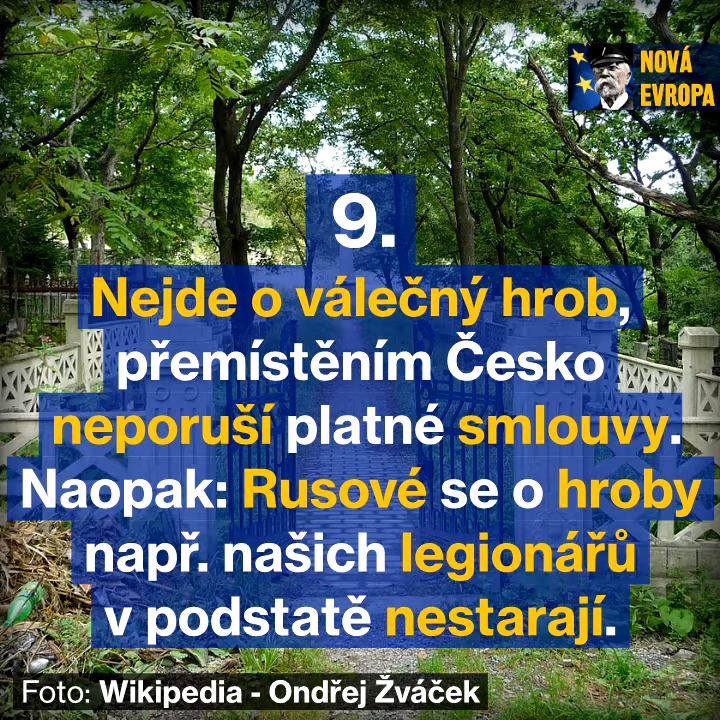 NOVÁ
EVROPA
9.
Nejde o válečný hrob,
přemístěním Česko
neporuší platné smlouvy.
Naopak: Rusové se o hroby
např. našich legionářů
v podstatě nestarají.
Foto: Wikipedia - Ondřej Žváček